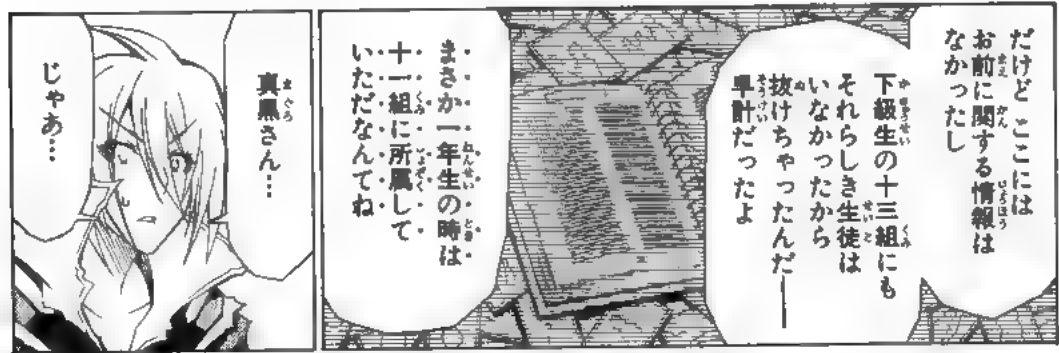 だけど ここには
お前に関する情報は
なかったし
下級生の十三組にも
それらしき生徒は
いなかったから
抜けちゃったんだ――
早計だったよ
まさか一年生の時は
十一組に所属して
いただなんてね
真黒さん…
じゃあ…